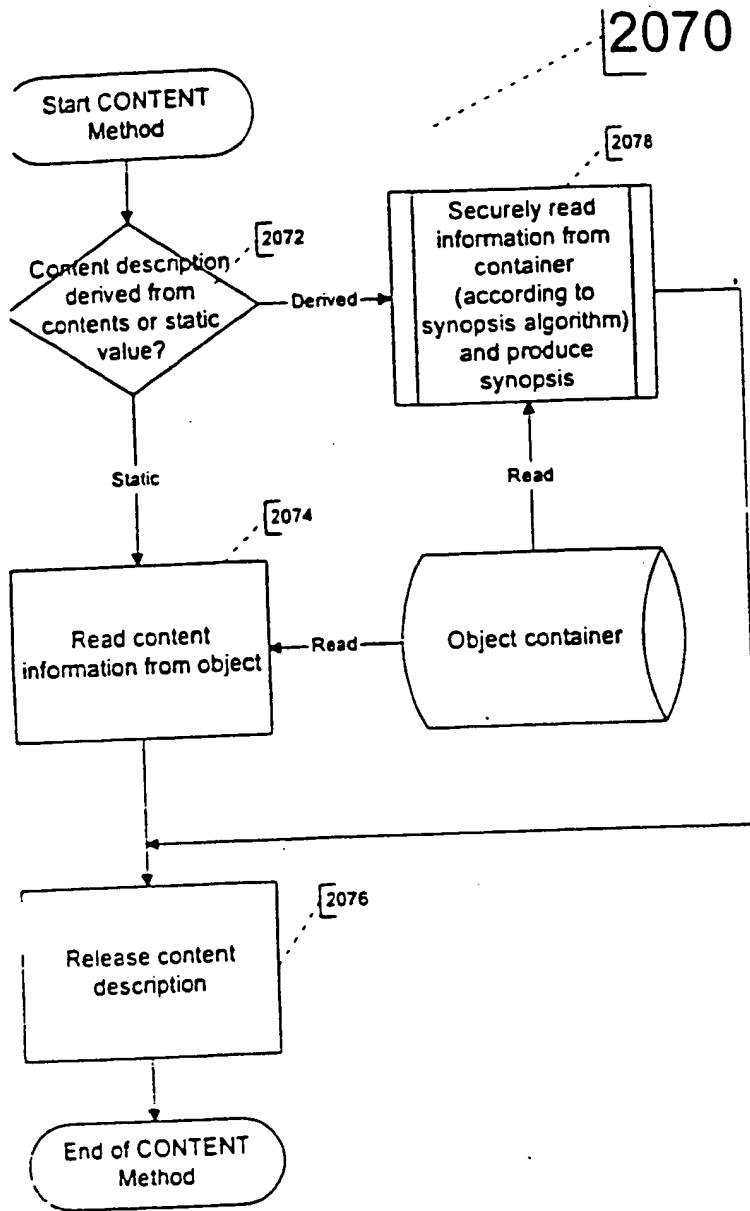 2070
Start CONTENT
Method
2078
Securely read
information from
container
(according to
synopsis algorithm)
and produce
synopsis
2072
Content description
derived from
contents or static
value?
Derived
Static
Read
2074
Read content
information from object
Read
Object container
2076
Release content
description
End of CONTENT
Method